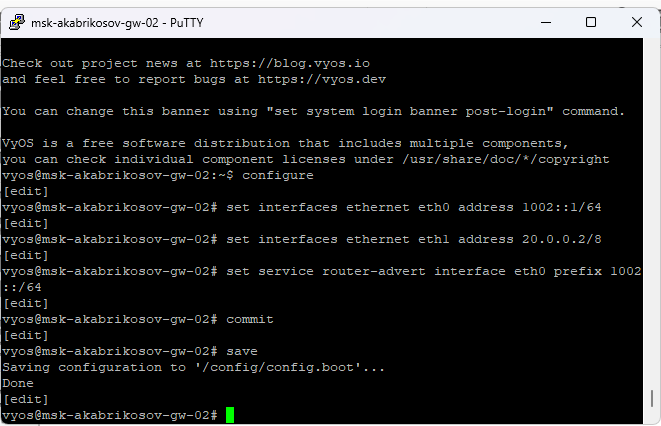 msk-akabrikosov-gw-02 - PuTTY
Check out project news at https://blog.vyos.io
and feel free to report bugs at https://vyos.dev
You can change this banner using "set system login banner post-login" command.
VyOS is a free software distribution that includes multiple components,
you can check individual component licenses under /usr/share/doc/*/copyright
vyos@msk-akabrikosov-gw-02:~$ configure
[edit]
vyos@msk-akabrikosov-gw-02# set interfaces ethernet eth0 address 1002::1/64
[edit]
vyos@msk-akabrikosov-gw-02# set interfaces ethernet eth1 address 20.0.0.2/8
[edit]
vyos@msk-akabrikosov-gw-02# set service router-advert interface eth0 prefix 1002
::/64
[edit]
vyos@msk-akabrikosov-gw-02# commit
[edit]
vyos@msk-akabrikosov-gw-02# save
Saving configuration to '/config/config.boot'...
Done
[edit]
vyos@msk-akabrikosov-gw-02#